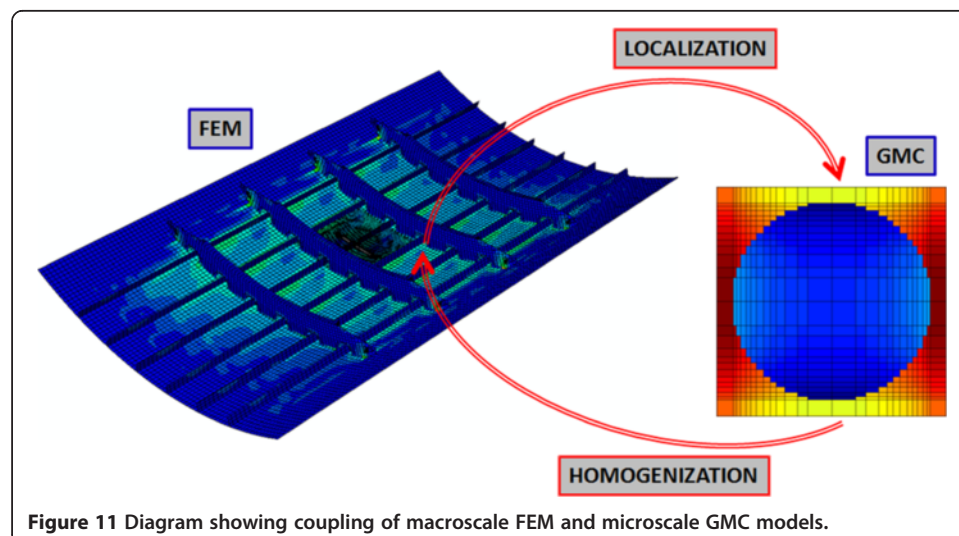 LOCALIZATION
FEM
GMC
HOMOGENIZATION
Figure 11 Diagram showing coupling of macroscale FEM and microscale GMC models.